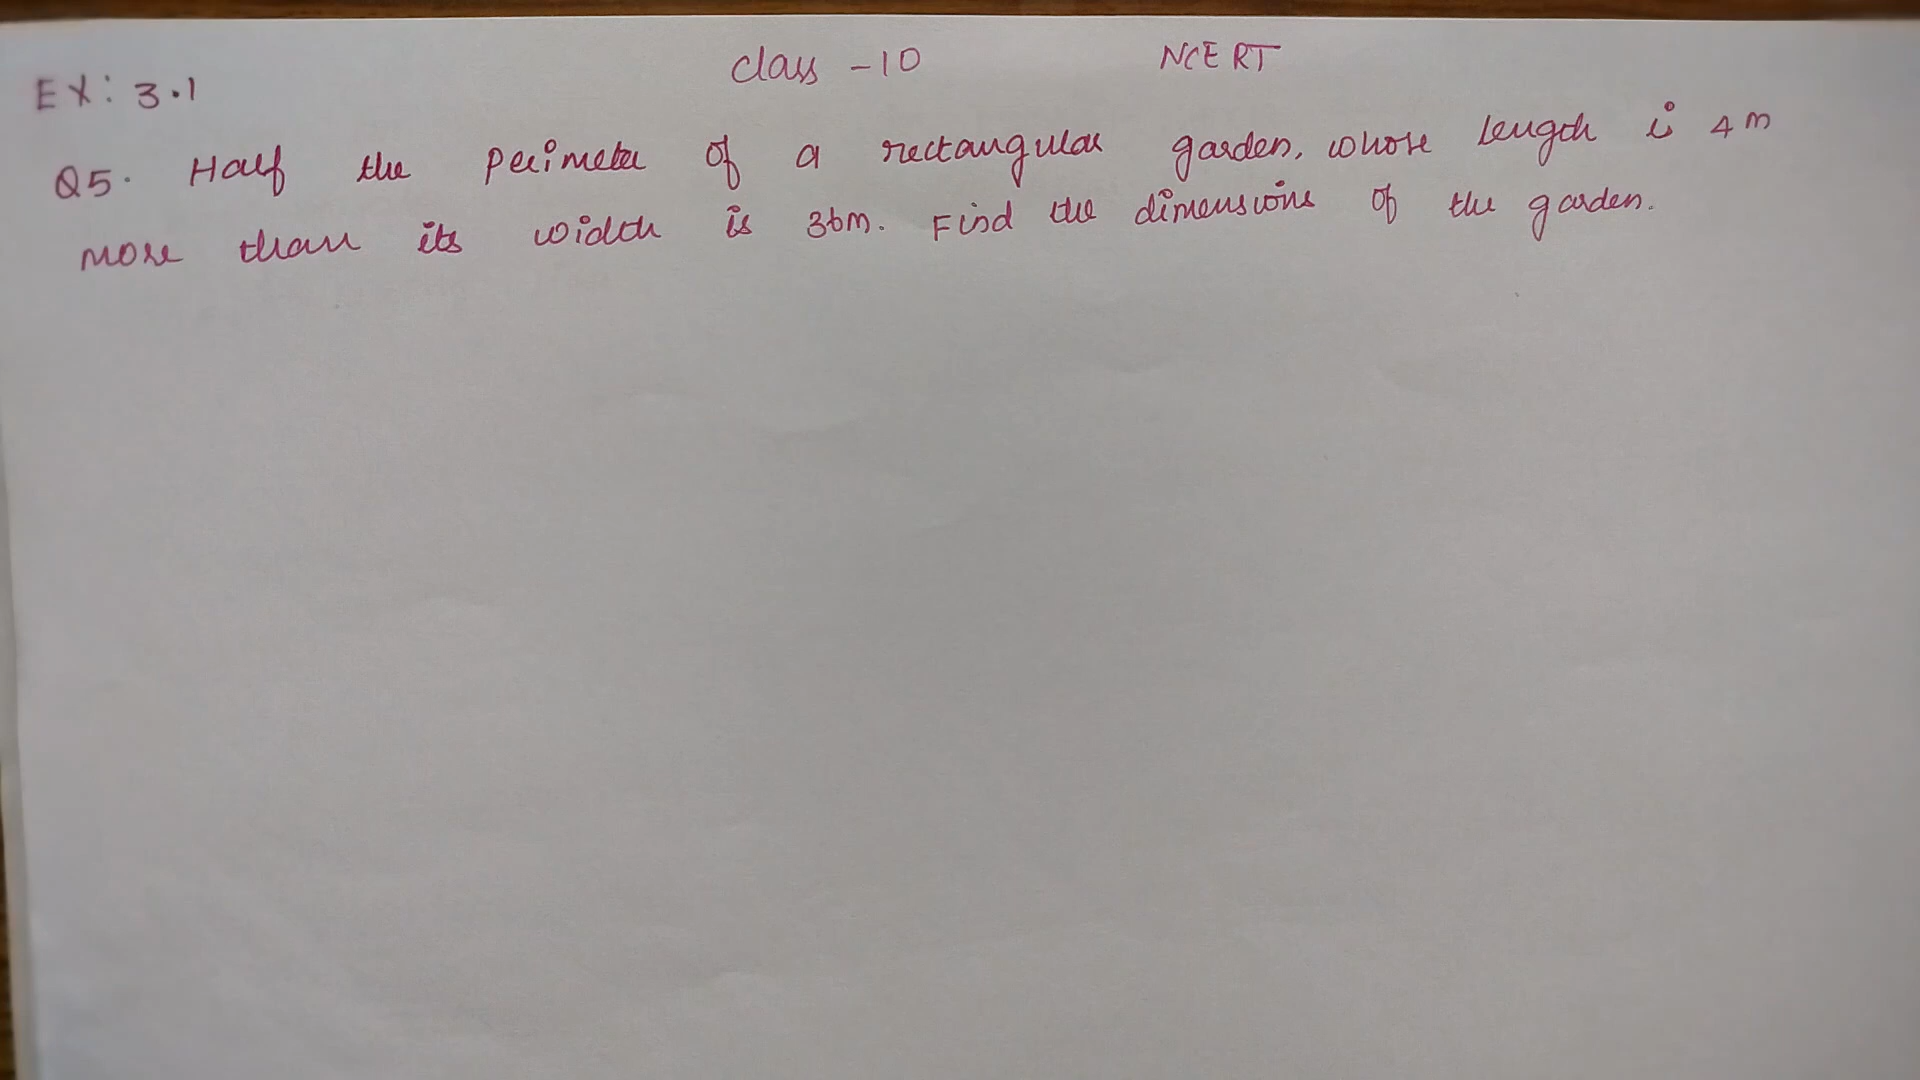 class -10 NCERT
EX: 3.1
Q5. Half the perimeter of a rectangular garden, whose length is 4m
more than its width is 36m. Find the dimensions of the garden.